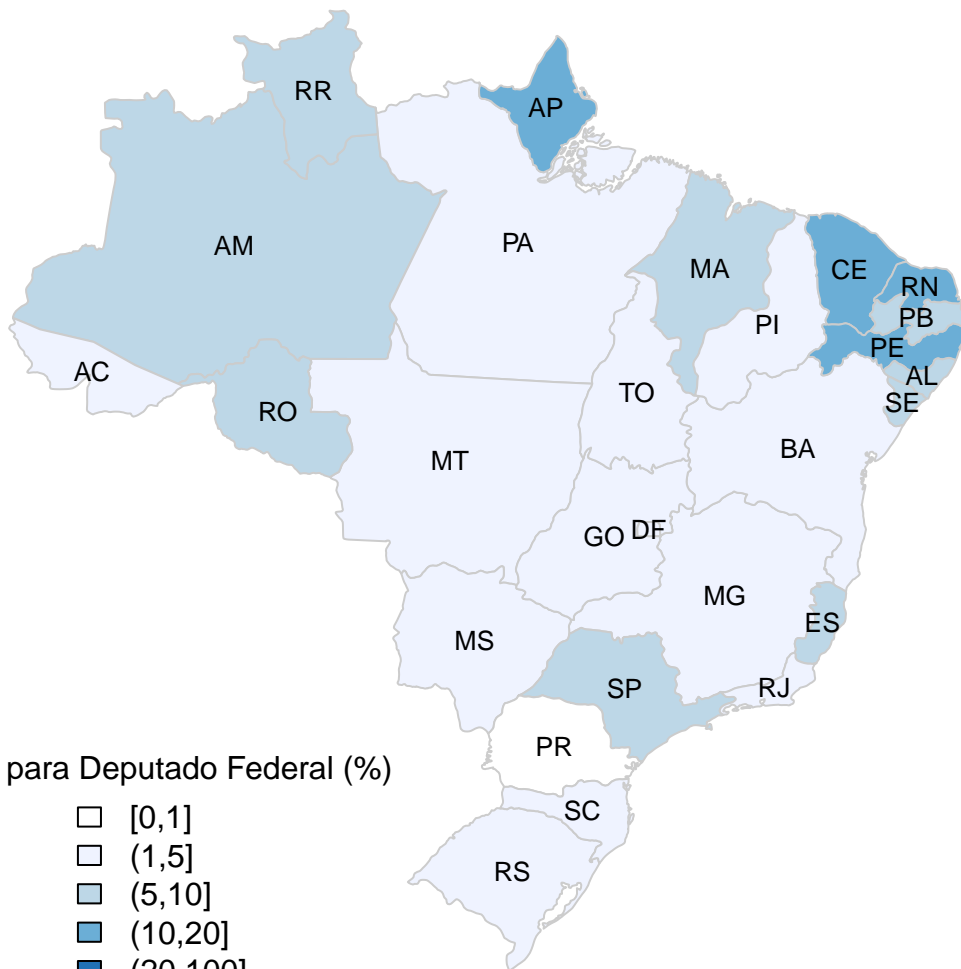 RR
AP
AM
PA
MA
CE
RN
PB
PI
PE
AC
AL
TO
SE
RO
BA
MT
GO
DF
MG
ES
MS
SP
RJ
PR
para Deputado Federal (%)
SC
[0,1]
(1,5]
RS
(5,10]
(10,20]
(20,100]